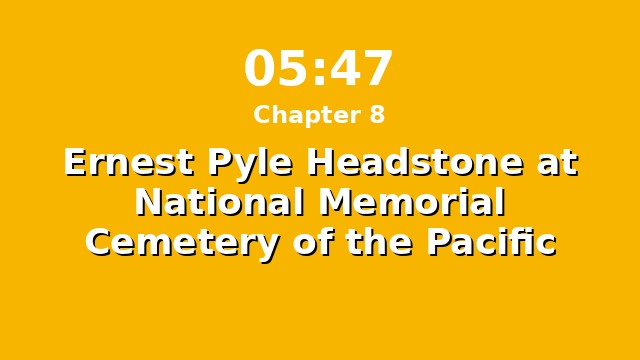 05:47
Chapter 8
Ernest Pyle Headstone at
National Memorial
Cemetery of the Pacific